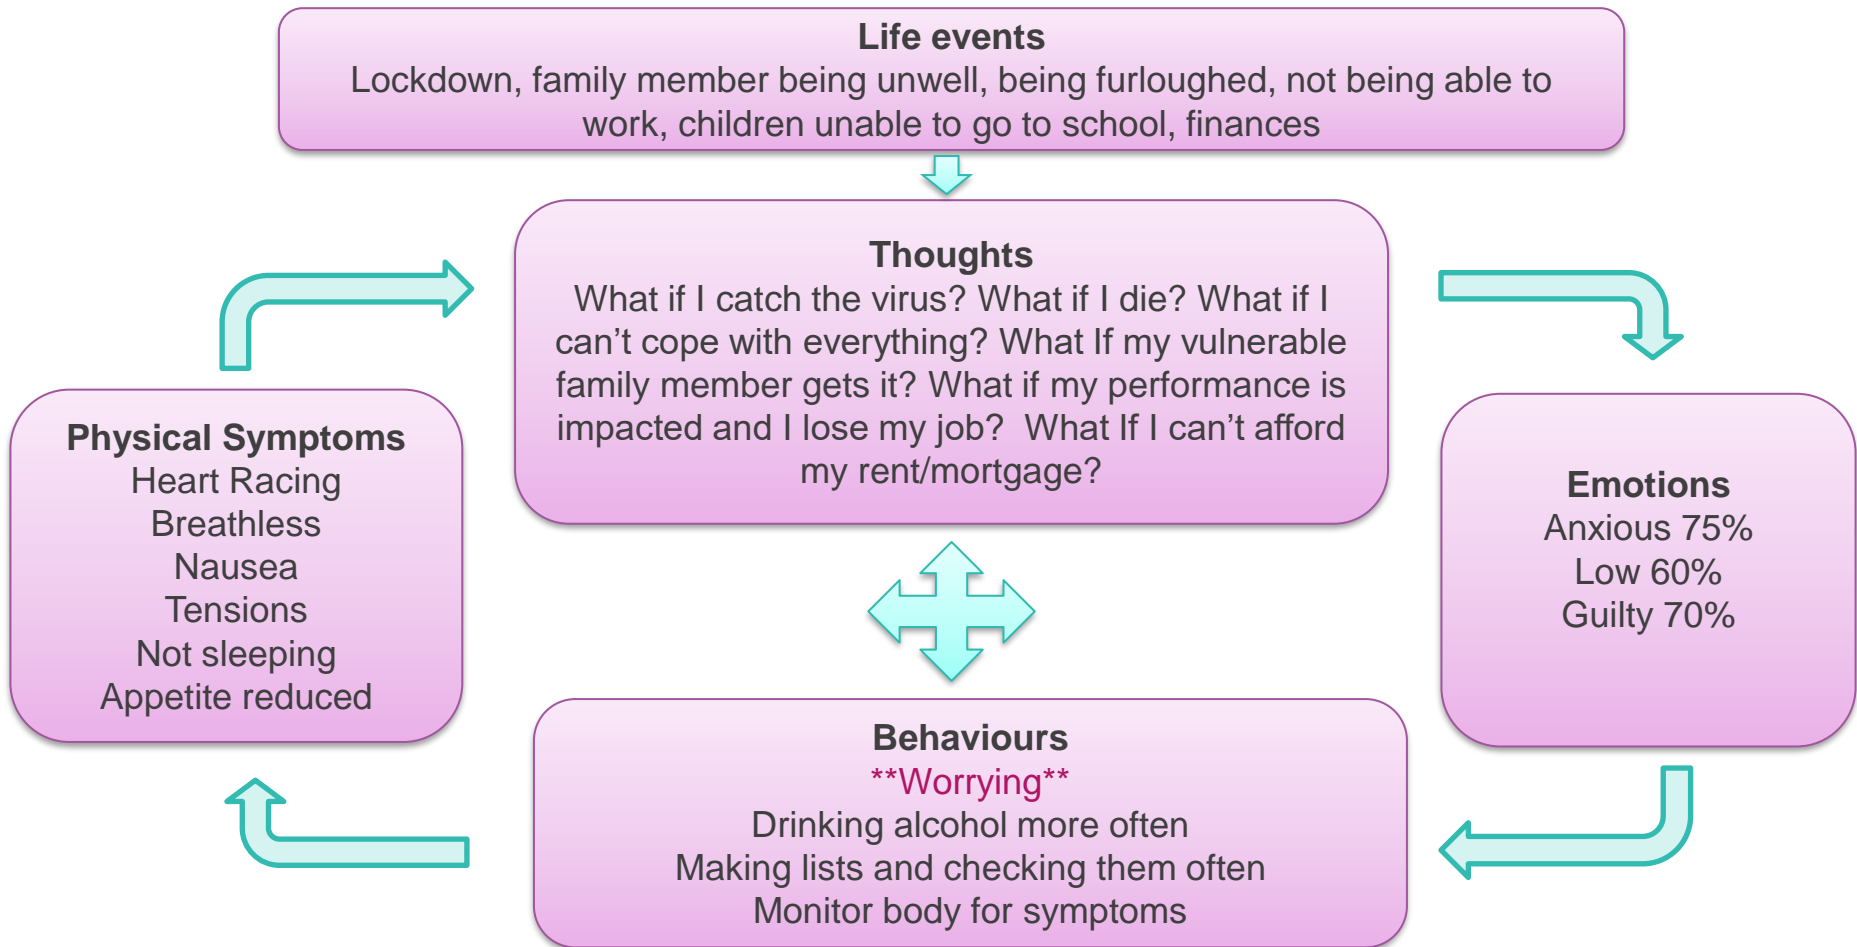 Life events
Lockdown, family member being unwell, being furloughed, not being able to
work, children unable to go to school, finances
Thoughts
What if I catch the virus? What if I die? What if I
can’t cope with everything? What If my vulnerable
family member gets it? What if my performance is
impacted and I lose my job?  What If I can’t afford
my rent/mortgage?
Physical Symptoms
Heart Racing
Breathless
Nausea
Tensions
Not sleeping
Appetite reduced
Emotions
Anxious 75%
Low 60%
Guilty 70%
Behaviours
**Worrying**
Drinking alcohol more often
Making lists and checking them often
Monitor body for symptoms